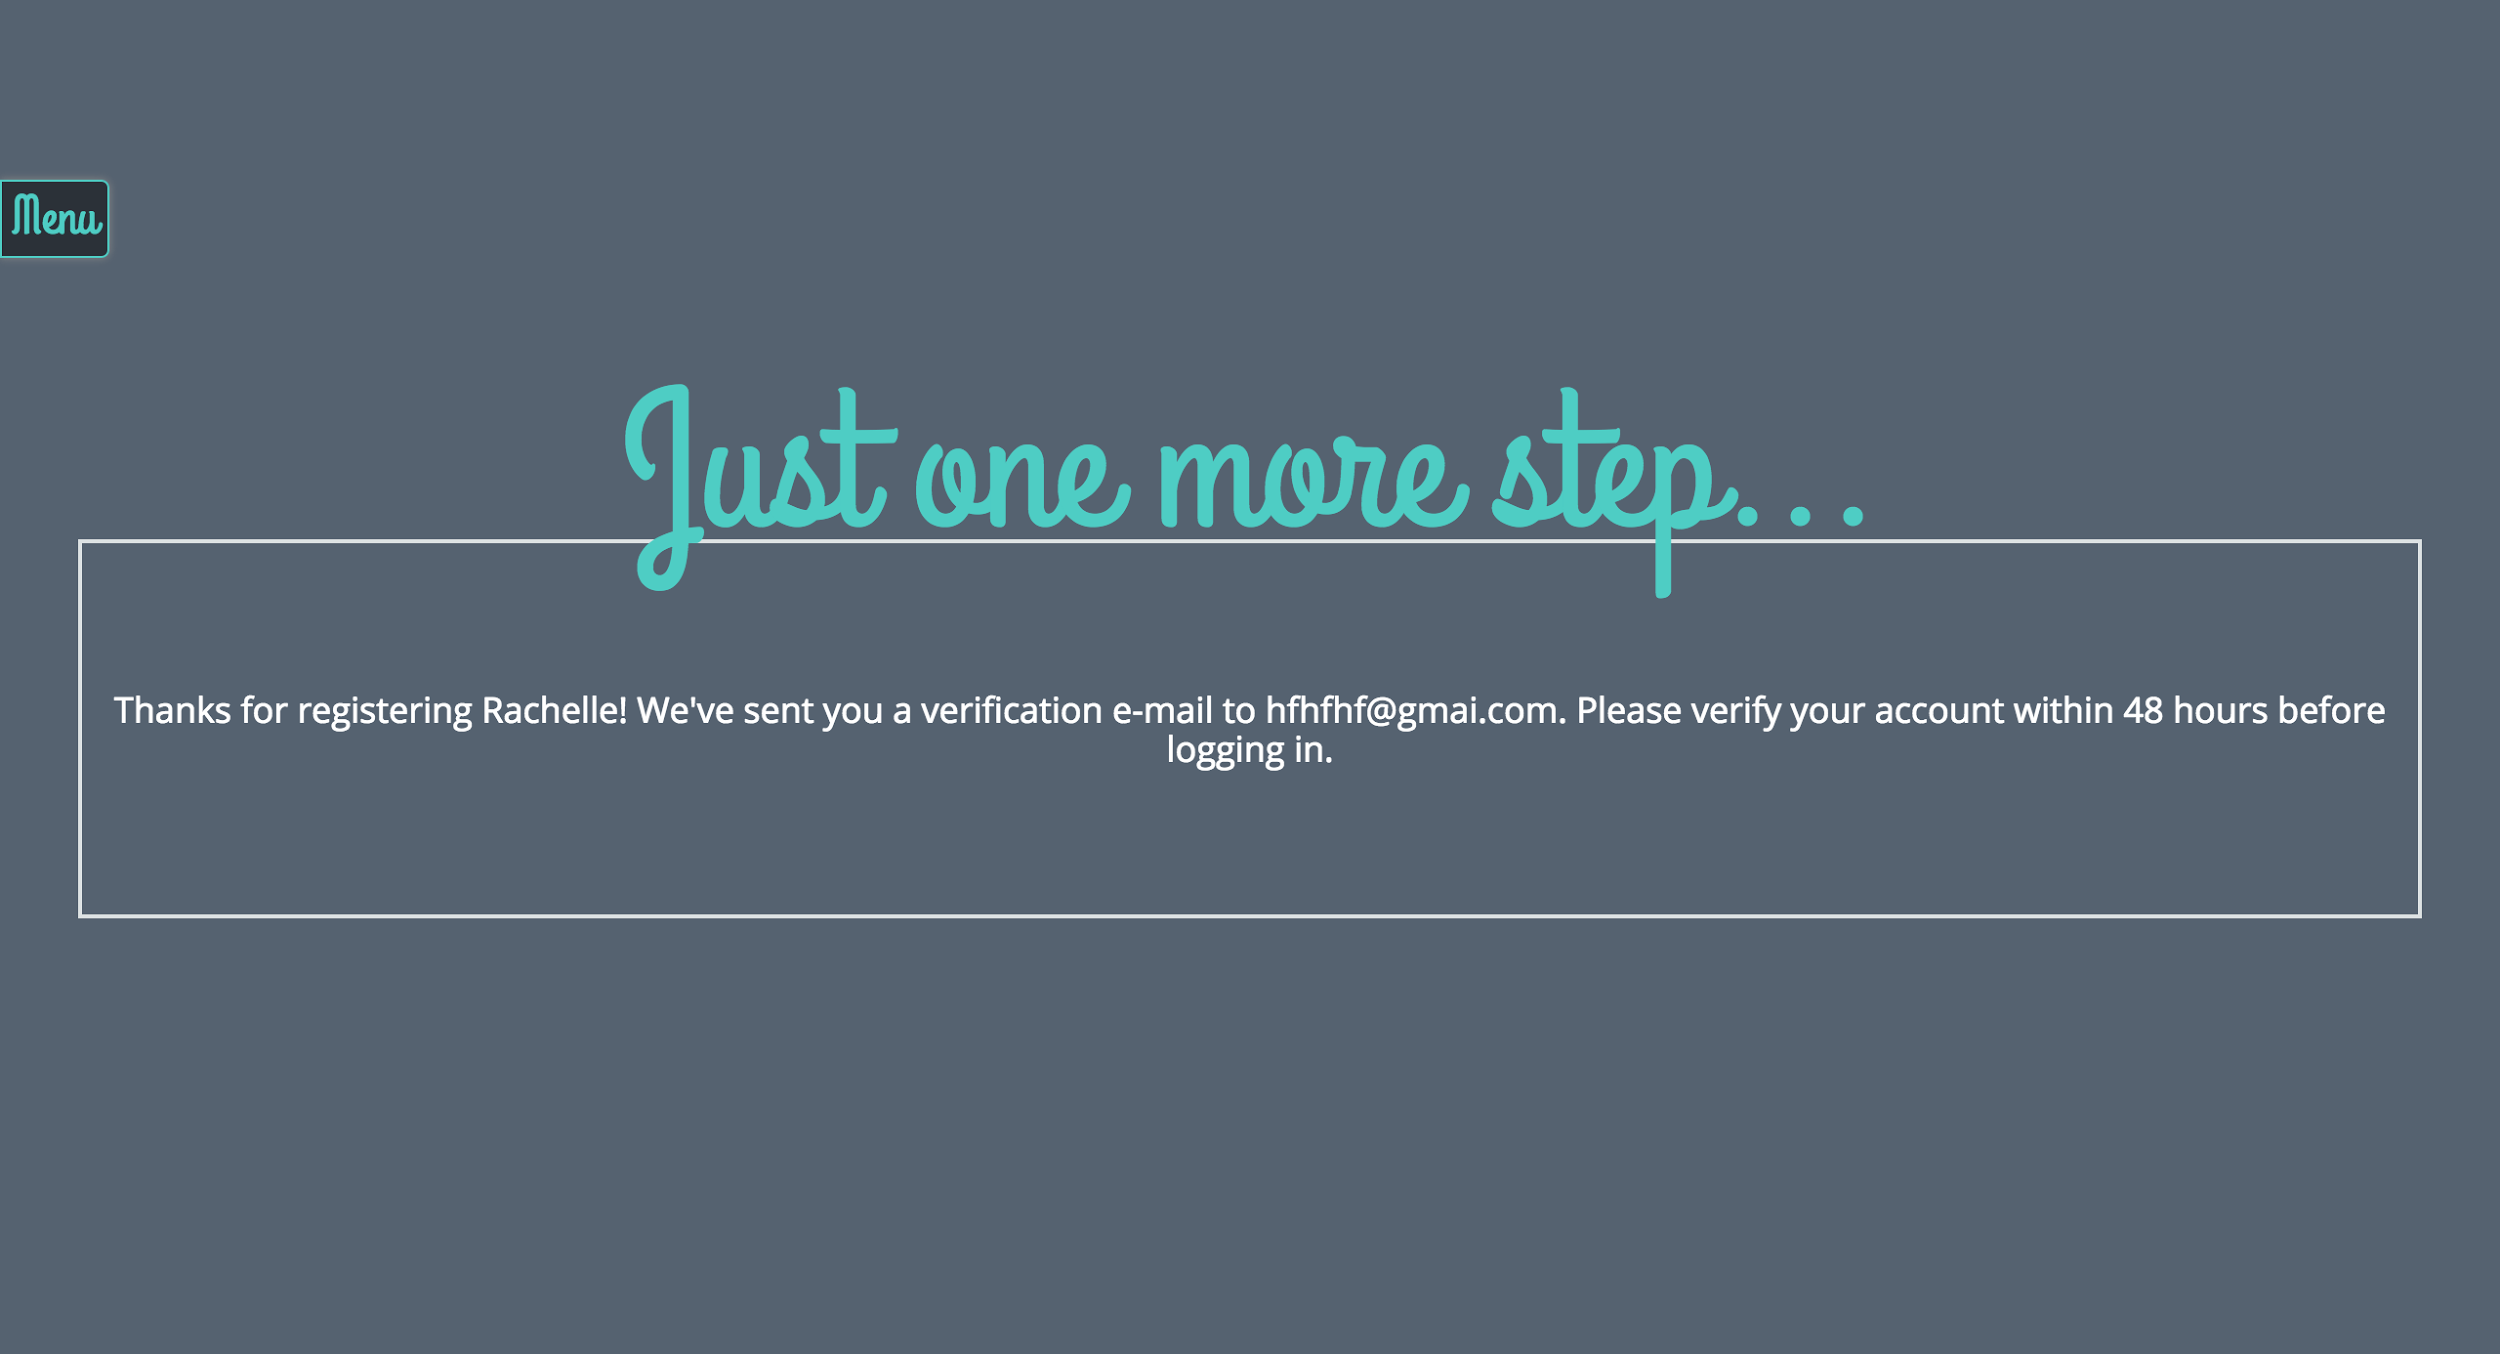 Menu
Just one more step...
Thanks for registering Rachelle! We've sent you a verification e-mail to hfhfhf@gmai.com. Please verify your account within 48 hours before
logging in.